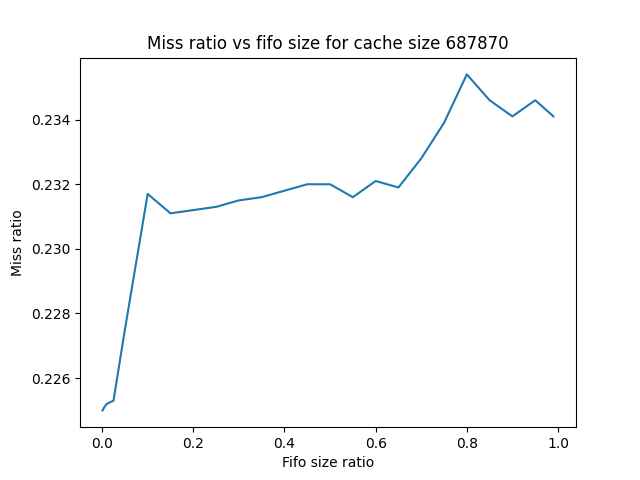 Miss ratio vs fifo size for cache size 687870
0.234
0.232
0.230
0.228
0.226
Miss ratio
0.0 0.2 0.4 0.6 0.8 1.0
Fifo size ratio